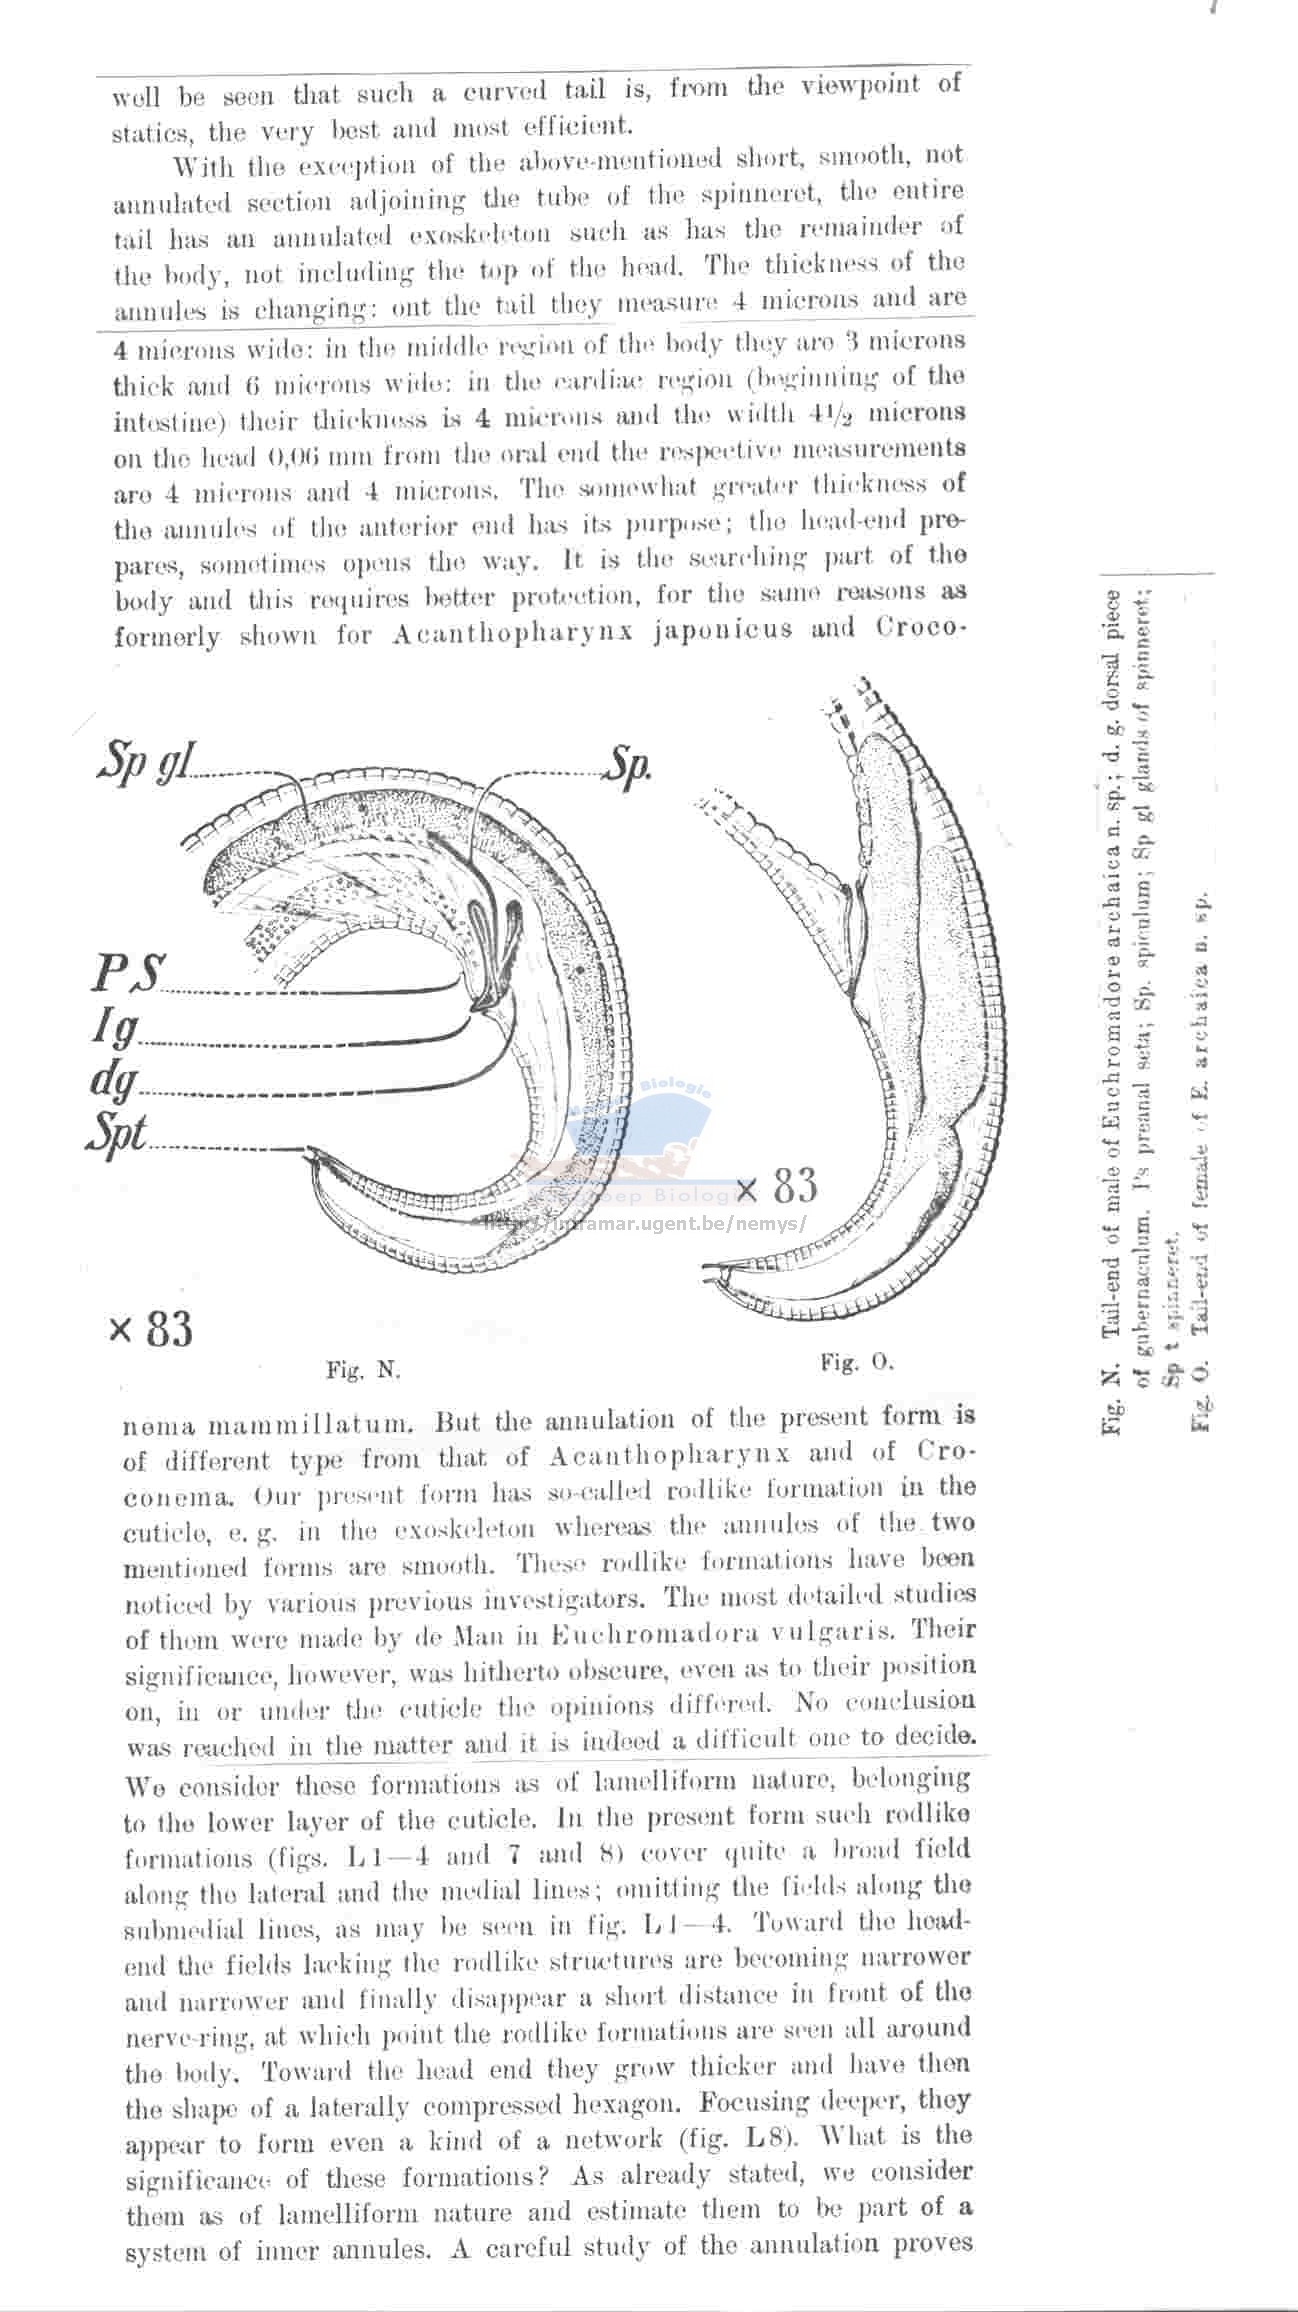 well be seen that such a curved tail is, from the viewpoint of
statics, the very best and most efficient.
With the exception of the above-mentioned short, smooth, not
annulated section adjoining the tube of the spinneret, the entire
tail has an annulated exoskeleton such as has the remainder of
the body, not including the top of the head. The thickness of the
annules is changing: ont the tail they measure 4 microns and are
4 microns wide: in the middle region of the body they are 3 microns
thick and 6 microns wide: in the cardiac region (beginning of the
intestine) their thickness is 4 microns and the width 4½ microns
on the head 0,06 mm from the oral end the respective measurements
are 4 microns and 4 microns. The somewhat greater thickness of
the annules of the anterior end has its purpose; the head-end pre-
pares, sometimes opens the way. It is the searching part of the
body and this requires better protection, for the same reasons as
formerly shown for Acanthopharynx japonicus and Croco-
Sp gl
Sp.
PS
Ig
dg
Spt
× 83
× 83
Fig. N.
Fig. O.
Biologie
oep Biologi
.ugent.be/nemys/
Fig. N. Tail-end of male of Euchromadore archaica n. sp.; d. g. dorsal piece
of gubernaculum. Ps preanal seta; Sp. spiculum; Sp gl glands of spinneret;
Sp t spinneret.
Fig. O. Tail-end of female of E. archaica n. sp.
nema mammillatum. But the annulation of the present form is
of different type from that of Acanthopharynx and of Cro-
conema. Our present form has so-called rodlike formation in the
cuticle, e. g. in the exoskeleton whereas the annules of the two
mentioned forms are smooth. These rodlike formations have been
noticed by various previous investigators. The most detailed studies
of them were made by de Man in Euchromadora vulgaris. Their
significance, however, was hitherto obscure, even as to their position
on, in or under the cuticle the opinions differed. No conclusion
was reached in the matter and it is indeed a difficult one to decide.
We consider these formations as of lamelliform nature, belonging
to the lower layer of the cuticle. In the present form such rodlike
formations (figs. L1—4 and 7 and 8) cover quite a broad field
along the lateral and the medial lines; omitting the fields along the
submedial lines, as may be seen in fig. L1—4. Toward the head-
end the fields lacking the rodlike structures are becoming narrower
and narrower and finally disappear a short distance in front of the
nerve-ring, at which point the rodlike formations are seen all around
the body. Toward the head end they grow thicker and have then
the shape of a laterally compressed hexagon. Focusing deeper, they
appear to form even a kind of a network (fig. L8). What is the
significance of these formations? As already stated, we consider
them as of lamelliform nature and estimate them to be part of a
system of inner annules. A careful study of the annulation proves